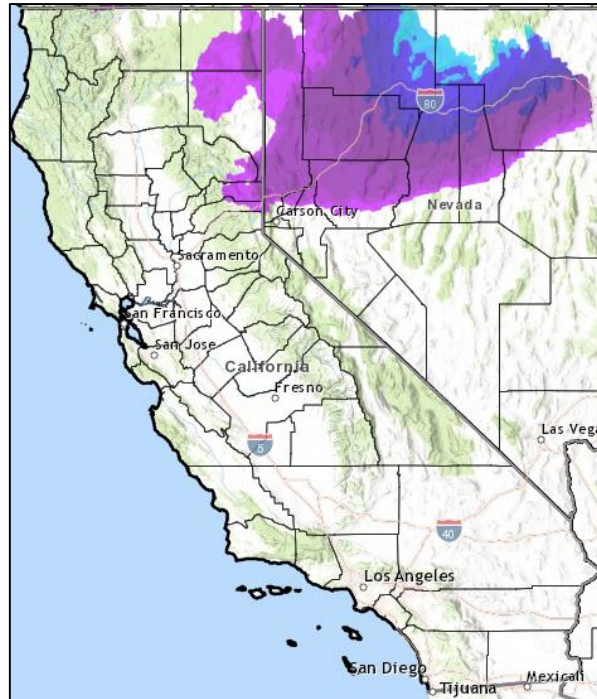 80
Carson City
Nevada
Sacramento
San Francisco
San Jose
California
Fresno
Las Vega
5
40
Los Angeles
San Diego
Tijuana
Mexicali